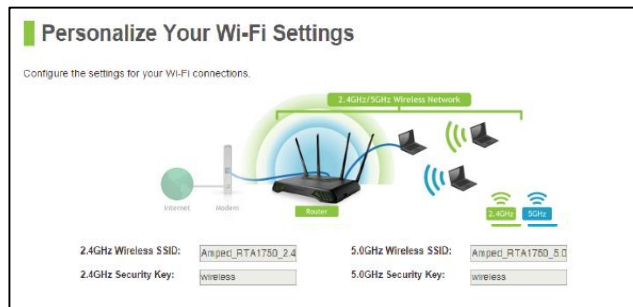 Personalize Your Wi-Fi Settings
Configure the settings for your Wi-Fi connections.
2.4GHz/5GHz Wireless Network
Internet
Modem
Router
2.4GHz
5GHz
2.4GHz Wireless SSID: Amped_RTA1750_2.4 5.0GHz Wireless SSID: Amped_RTA1750_5.0
2.4GHz Security Key: wireless 5.0GHz Security Key: wireless